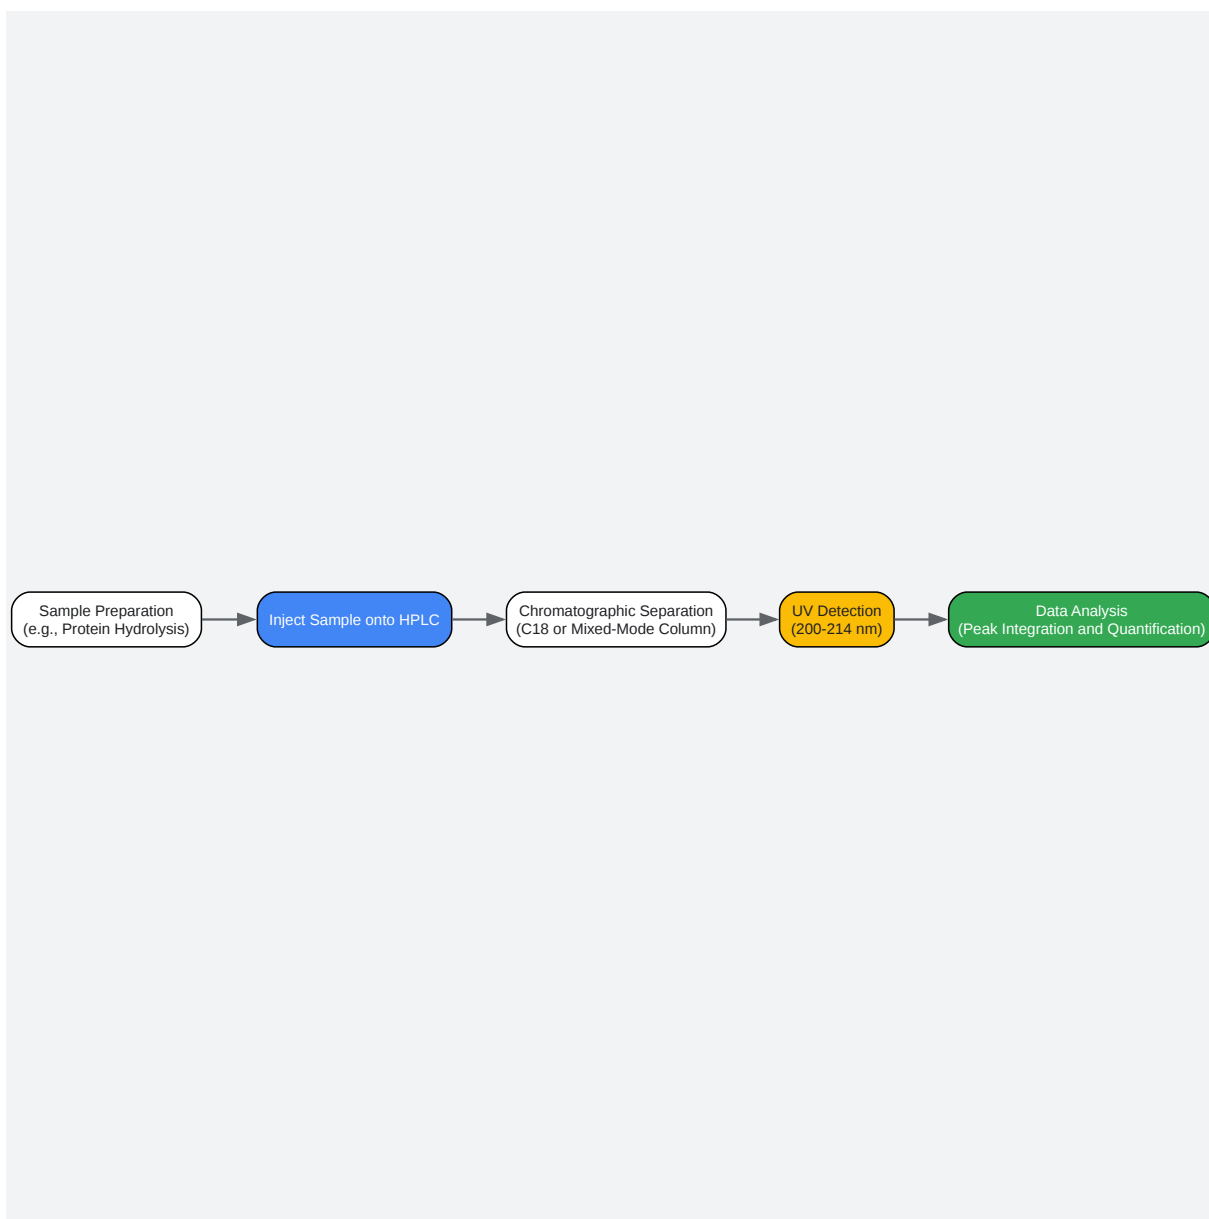 Sample Preparation
(e.g., Protein Hydrolysis)
Inject Sample onto HPLC
Chromatographic Separation
(C18 or Mixed-Mode Column)
UV Detection
(200-214 nm)
Data Analysis
(Peak Integration and Quantification)